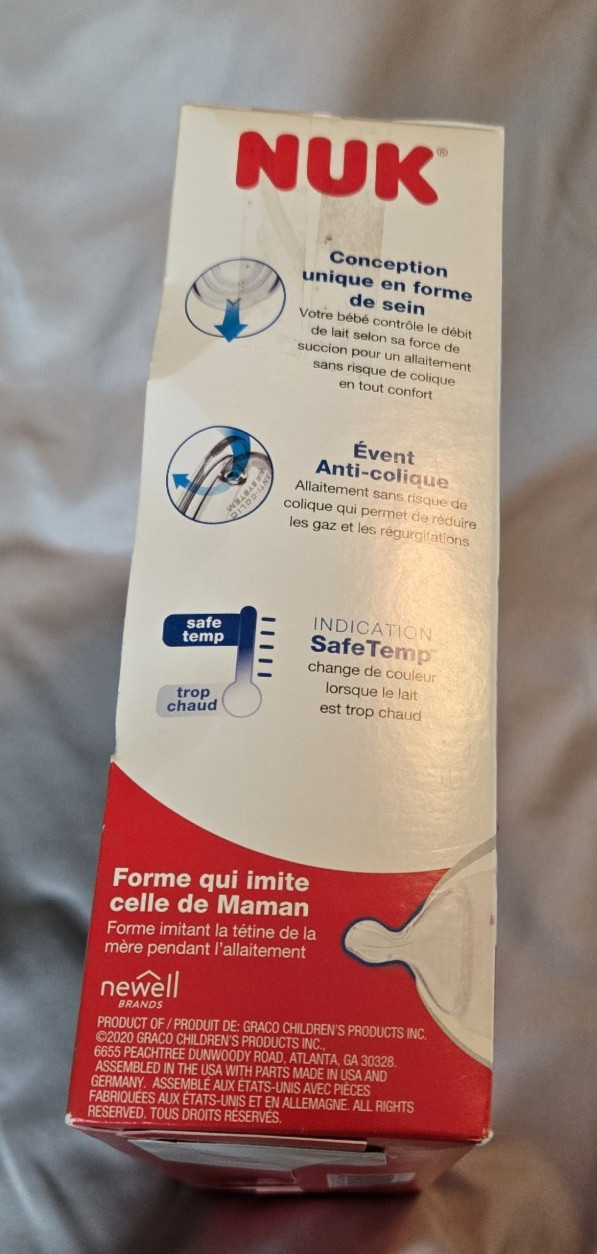 NUK®
Conception
unique en forme
de sein
Votre bébé contrôle le débit
de lait selon sa force de
succion pour un allaitement
sans risque de colique
en tout confort
ANTI-COLIC
SYSTEM
Évent
Anti-colique
Allaitement sans risque de
colique qui permet de réduire
les gaz et les régurgitations
safe
temp
trop
chaud
INDICATION
SafeTemp™
change de couleur
lorsque le lait
est trop chaud
Forme qui imite
celle de Maman
Forme imitant la tétine de la
mère pendant l'allaitement
newell
BRANDS
PRODUCT OF / PRODUIT DE: GRACO CHILDREN'S PRODUCTS INC.
©2020 GRACO CHILDREN'S PRODUCTS INC.,
6655 PEACHTREE DUNWOODY ROAD, ATLANTA, GA 30328.
ASSEMBLED IN THE USA WITH PARTS MADE IN USA AND
GERMANY. ASSEMBLÉ AUX ÉTATS-UNIS AVEC PIÈCES
FABRIQUÉES AUX ÉTATS-UNIS ET EN ALLEMAGNE. ALL RIGHTS
RESERVED. TOUS DROITS RÉSERVÉS.